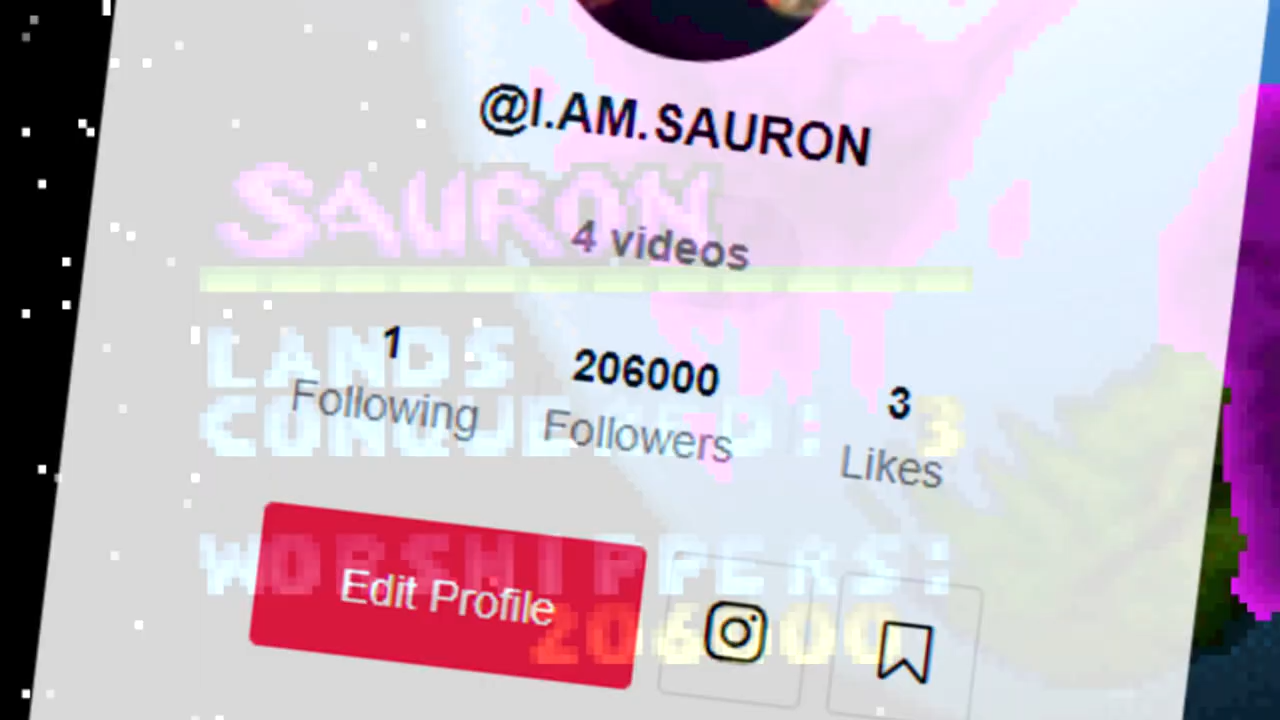 @I.AM.SAURON
SAURON
4 videos
LANDS
CONQUERED: 3
1 206000 3
Following Followers Likes
WORSHIPPERS:
206000
Edit Profile